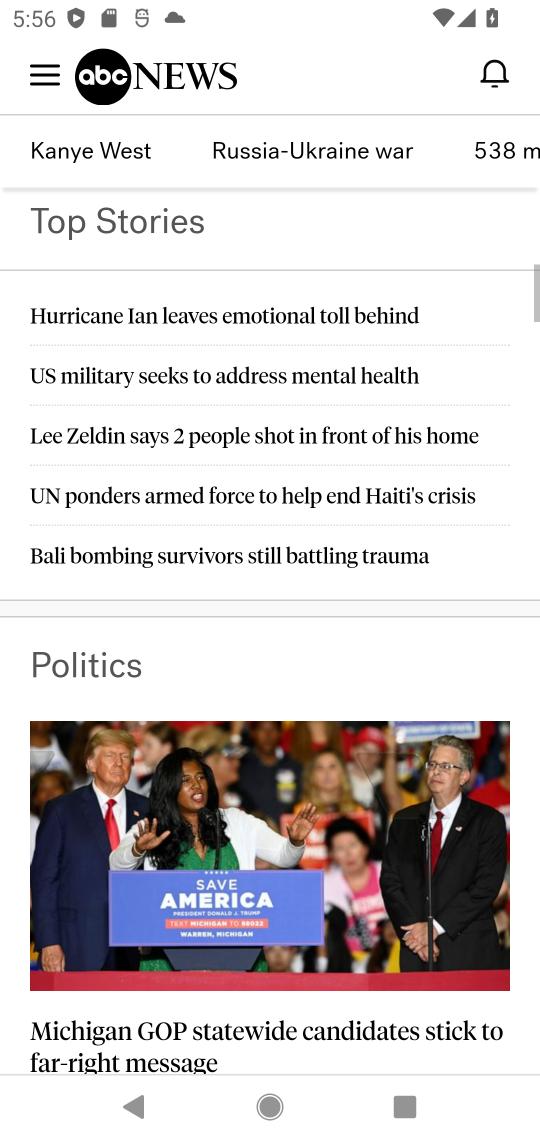 5:56
abc NEWS
Kanye West
Russia-Ukraine war
538 m
Top Stories
Hurricane Ian leaves emotional toll behind
US military seeks to address mental health
Lee Zeldin says 2 people shot in front of his home
UN ponders armed force to help end Haiti's crisis
Bali bombing survivors still battling trauma
Politics
SAVE
AMERICA
PRESIDENT DONALD J. TRUMP
TEXT MICHIGAN TO 88022
WARREN, MICHIGAN
Michigan GOP statewide candidates stick to
far-right message